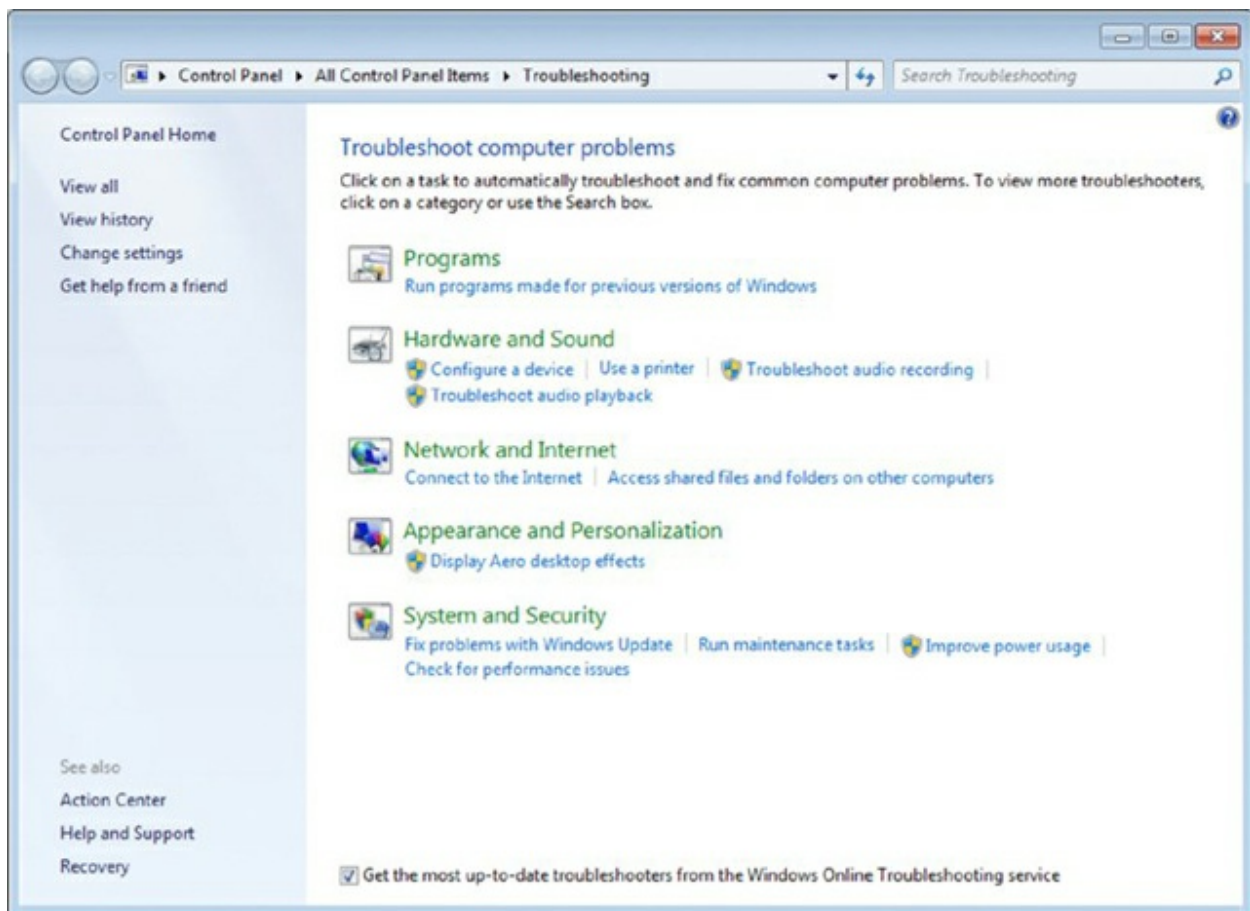 Control Panel All Control Panel Items Troubleshooting Search Troubleshooting
Control Panel Home
View all
View history
Change settings
Get help from a friend
See also
Action Center
Help and Support
Recovery
Troubleshoot computer problems
Click on a task to automatically troubleshoot and fix common computer problems. To view more troubleshooters,
click on a category or use the Search box.
Programs
Run programs made for previous versions of Windows
Hardware and Sound
Configure a device Use a printer Troubleshoot audio recording
Troubleshoot audio playback
Network and Internet
Connect to the Internet Access shared files and folders on other computers
Appearance and Personalization
Display Aero desktop effects
System and Security
Fix problems with Windows Update Run maintenance tasks Improve power usage
Check for performance issues
Get the most up-to-date troubleshooters from the Windows Online Troubleshooting service